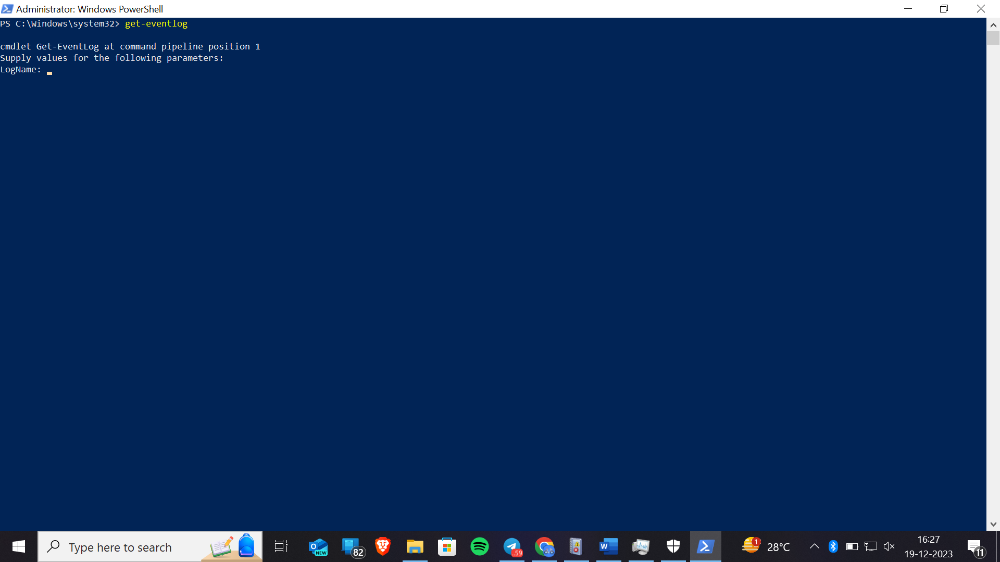 Administrator: Windows PowerShell
PS C:\Windows\system32> get-eventlog
cmdlet Get-EventLog at command pipeline position 1
Supply values for the following parameters:
LogName:
Type here to search
NEW
82
..59
W
1
28°C
16:27
19-12-2023
11